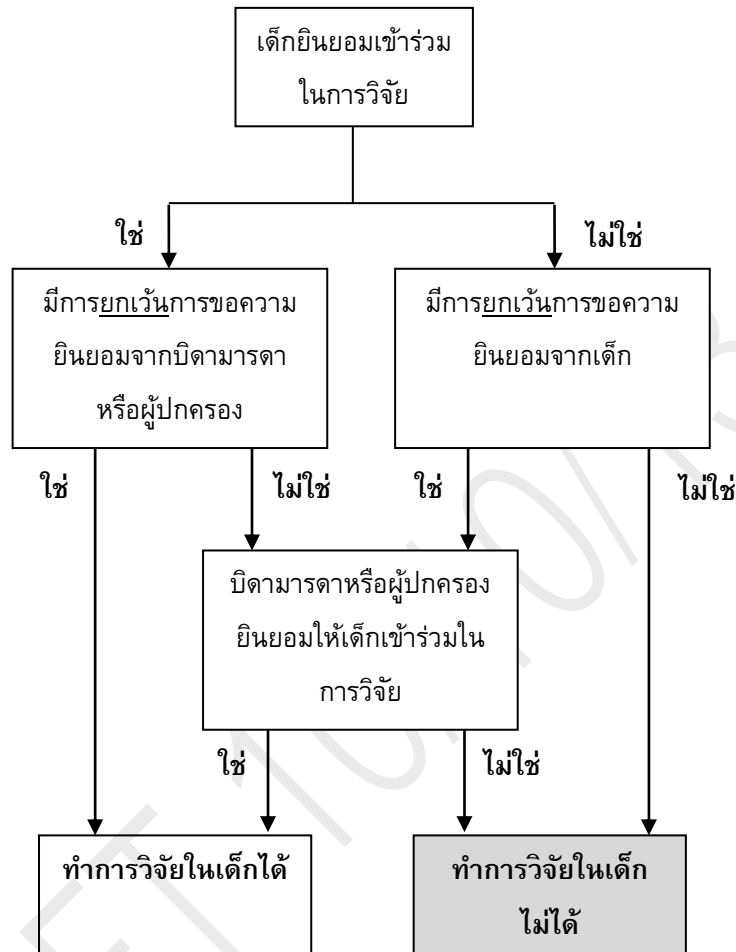 เด็กยินยอมเข้าร่วม
ในการวิจัย
ใช่
ไม่ใช่
มีการยกเว้นการขอความ
ยินยอมจากบิดามารดา
หรือผู้ปกครอง
มีการยกเว้นการขอความ
ยินยอมจากเด็ก
ใช่
ไม่ใช่
ใช่
ไม่ใช่
บิดามารดาหรือผู้ปกครอง
ยินยอมให้เด็กเข้าร่วมใน
การวิจัย
ใช่
ไม่ใช่
ทำการวิจัยในเด็กได้
ทำการวิจัยในเด็ก
ไม่ได้